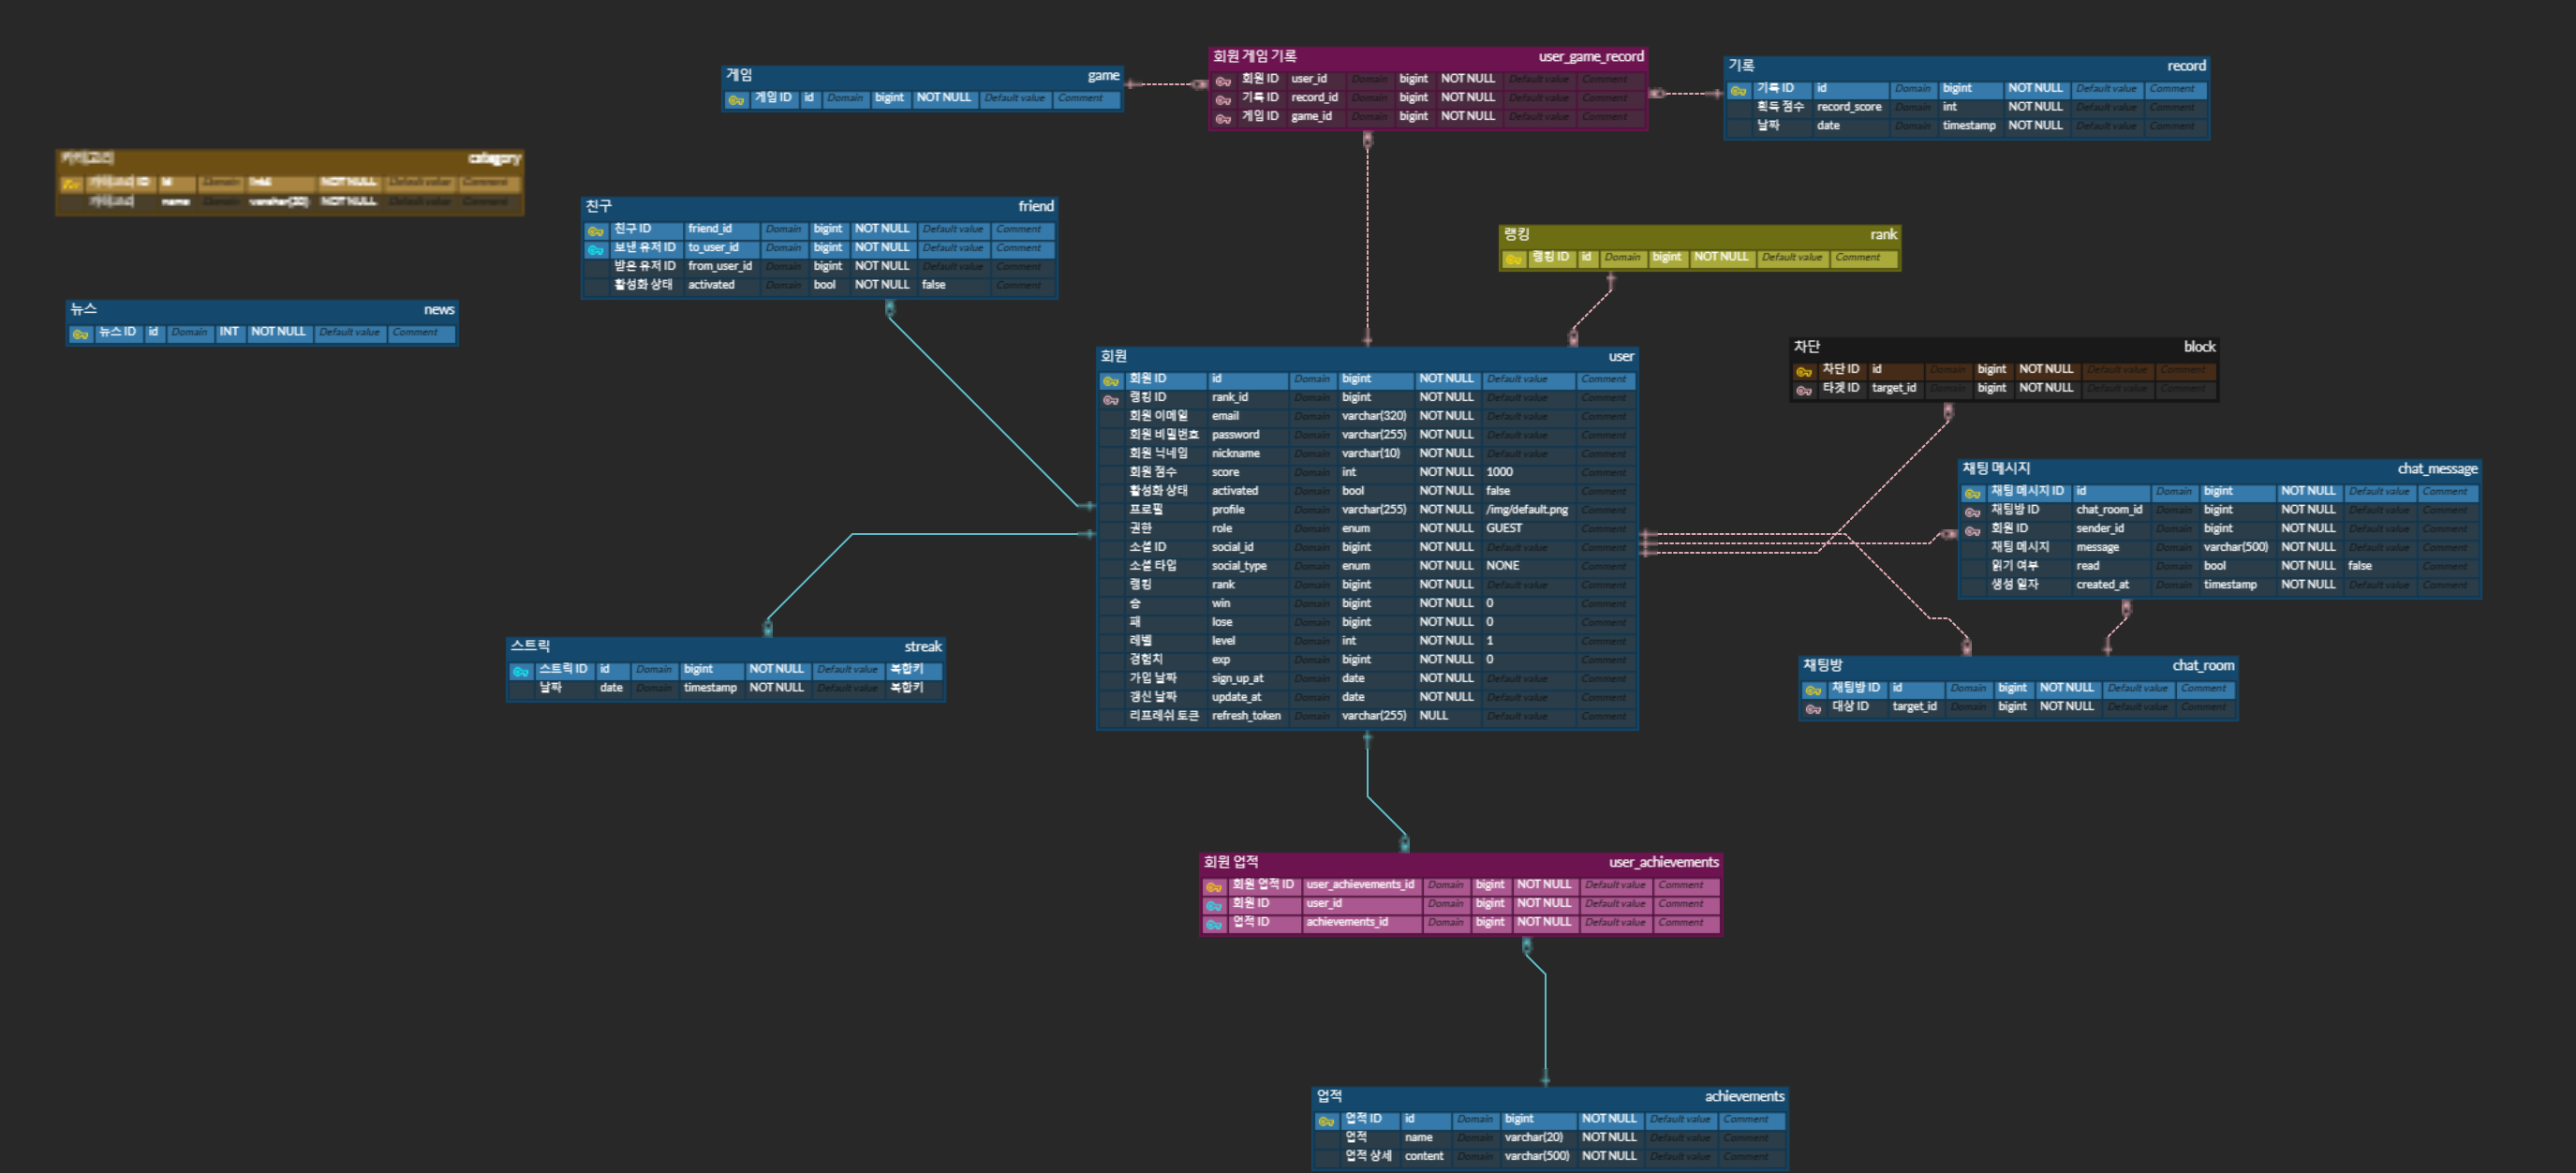 게임 game
게임 ID id Domain bigint NOT NULL Default value Comment
회원 게임 기록 user_game_record
회원 ID user_id Domain bigint NOT NULL Default value Comment
기록 ID record_id Domain bigint NOT NULL Default value Comment
게임 ID game_id Domain bigint NOT NULL Default value Comment
기록 record
기록 ID id Domain bigint NOT NULL Default value Comment
획득 점수 record_score Domain int NOT NULL Default value Comment
날짜 date Domain timestamp NOT NULL Default value Comment
category
ID id Domain NOT NULL Default value Comment
name Domain varchar(20) NOT NULL Default value Comment
친구 friend
친구 ID friend_id Domain bigint NOT NULL Default value Comment
보낸 유저 ID to_user_id Domain bigint NOT NULL Default value Comment
받은 유저 ID from_user_id Domain bigint NOT NULL Default value Comment
활성화 상태 activated Domain bool NOT NULL false Comment
랭킹 rank
랭킹 ID id Domain bigint NOT NULL Default value Comment
뉴스 news
뉴스 ID id Domain INT NOT NULL Default value Comment
회원 user
회원 ID id Domain bigint NOT NULL Default value Comment
랭킹 ID rank_id Domain bigint NOT NULL Default value Comment
회원 이메일 email Domain varchar(320) NOT NULL Default value Comment
회원 비밀번호 password Domain varchar(255) NOT NULL Default value Comment
회원 닉네임 nickname Domain varchar(10) NOT NULL Default value Comment
회원 점수 score Domain int NOT NULL 1000 Comment
활성화 상태 activated Domain bool NOT NULL false Comment
프로필 profile Domain varchar(255) NOT NULL /img/default.png Comment
권한 role Domain enum NOT NULL GUEST Comment
소셜 ID social_id Domain bigint NOT NULL Default value Comment
소셜 타입 social_type Domain enum NOT NULL NONE Comment
랭킹 rank Domain bigint NOT NULL Default value Comment
승 win Domain bigint NOT NULL 0 Comment
패 lose Domain bigint NOT NULL 0 Comment
레벨 level Domain int NOT NULL 1 Comment
경험치 exp Domain bigint NOT NULL 0 Comment
가입 날짜 sign_up_at Domain date NOT NULL Default value Comment
갱신 날짜 update_at Domain date NOT NULL Default value Comment
리프레쉬 토큰 refresh_token Domain varchar(255) NULL Default value Comment
차단 block
차단 ID id Domain bigint NOT NULL Default value Comment
타겟 ID target_id Domain bigint NOT NULL Default value Comment
채팅 메시지 chat_message
채팅 메시지 ID id Domain bigint NOT NULL Default value Comment
채팅방 ID chat_room_id Domain bigint NOT NULL Default value Comment
회원 ID sender_id Domain bigint NOT NULL Default value Comment
채팅 메시지 message Domain varchar(500) NOT NULL Default value Comment
읽기 여부 read Domain bool NOT NULL false Comment
생성 일자 created_at Domain timestamp NOT NULL Default value Comment
스트릭 streak
스트릭 ID id Domain bigint NOT NULL Default value 복합키
날짜 date Domain timestamp NOT NULL Default value 복합키
채팅방 chat_room
채팅방 ID id Domain bigint NOT NULL Default value Comment
대상 ID target_id Domain bigint NOT NULL Default value Comment
회원 업적 user_achievements
회원 업적 ID user_achievements_id Domain bigint NOT NULL Default value Comment
회원 ID user_id Domain bigint NOT NULL Default value Comment
업적 ID achievements_id Domain bigint NOT NULL Default value Comment
업적 achievements
업적 ID id Domain bigint NOT NULL Default value Comment
업적 name Domain varchar(20) NOT NULL Default value Comment
업적 상세 content Domain varchar(500) NOT NULL Default value Comment